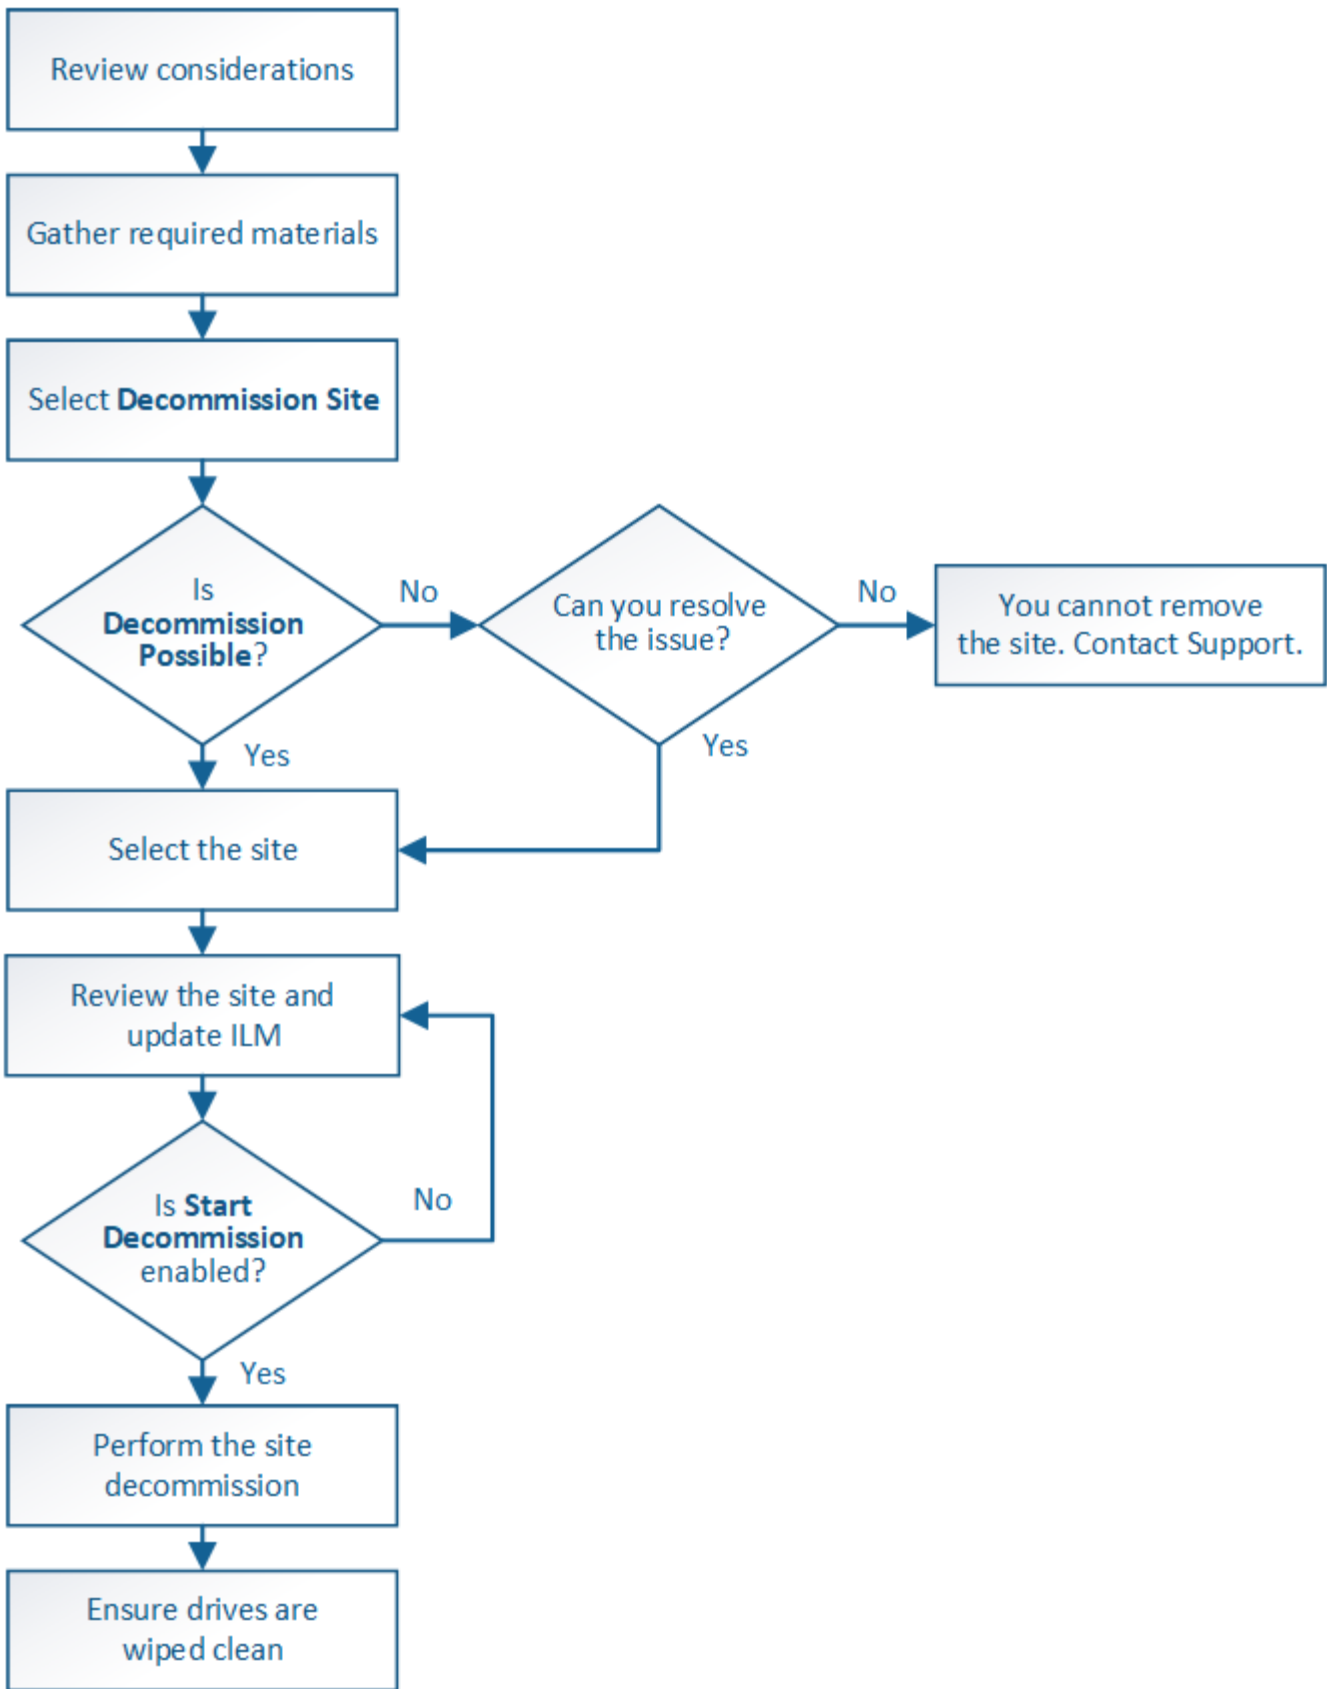 Review considerations
Gather required materials
Select Decommission Site
Is
Decommission
Possible?
No
Can you resolve
the issue?
No
You cannot remove
the site. Contact Support.
Yes
Yes
Select the site
Review the site and
update ILM
Is Start
Decommission
enabled?
No
Yes
Perform the site
decommission
Ensure drives are
wiped clean